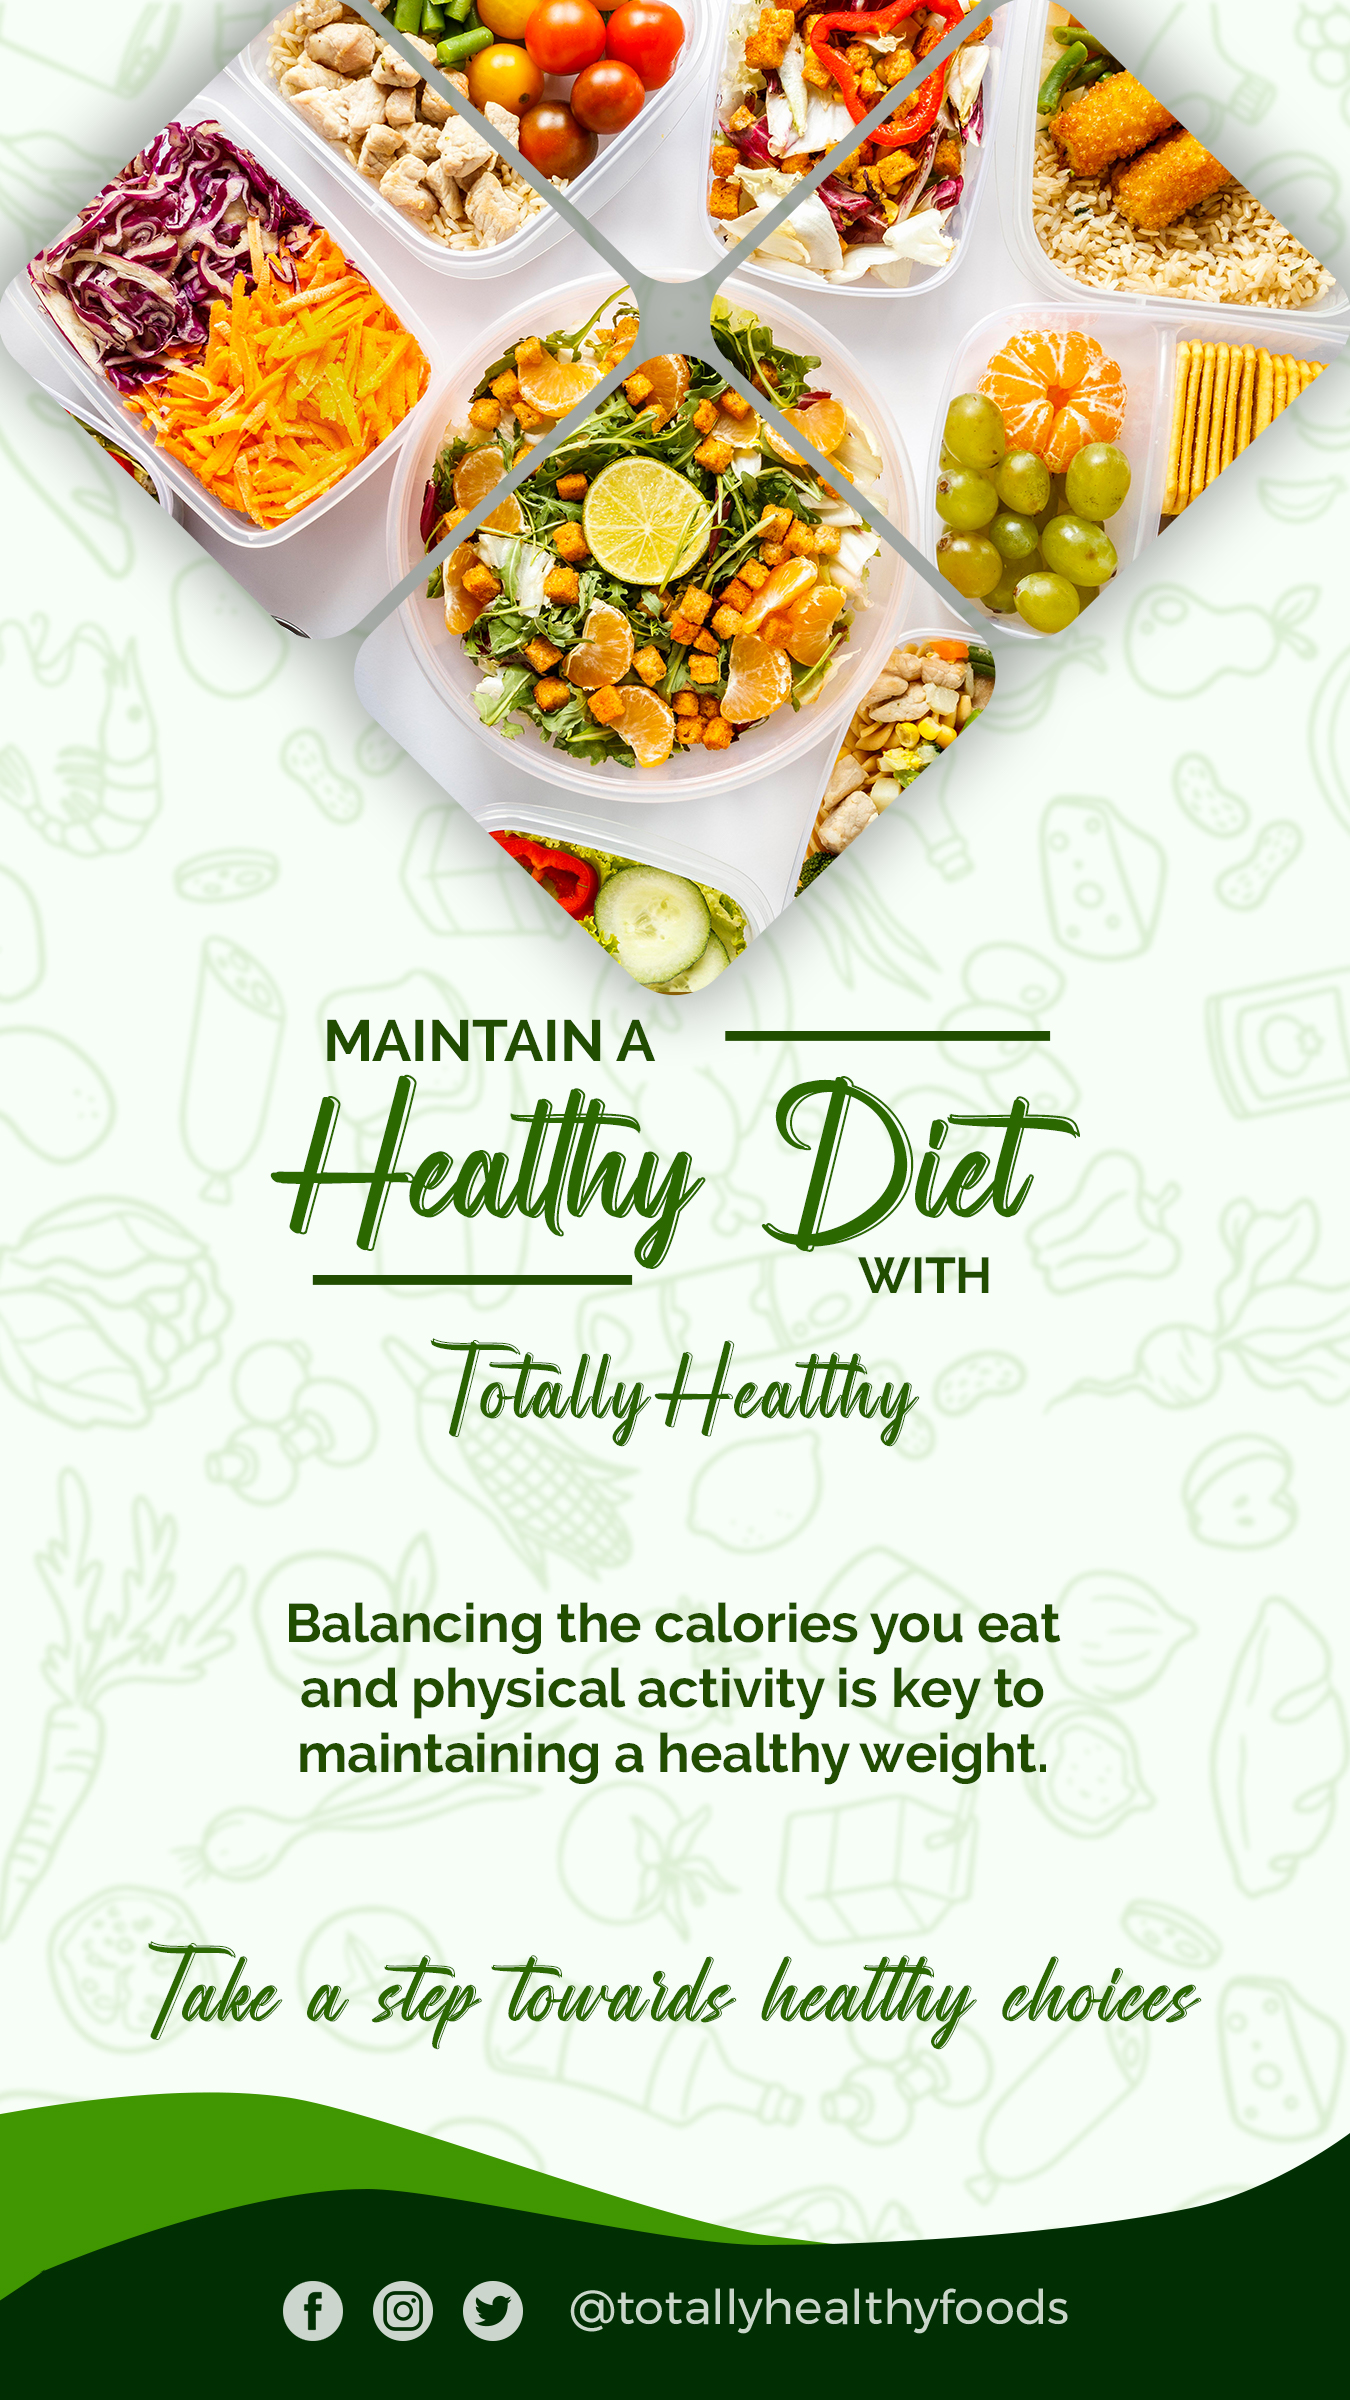 MAINTAIN A
Healthy Diet
WITH
Totally Healthy
Balancing the calories you eat
and physical activity is key to
maintaining a healthy weight.
Take a step towards healthy choices
@totallyhealthyfoods